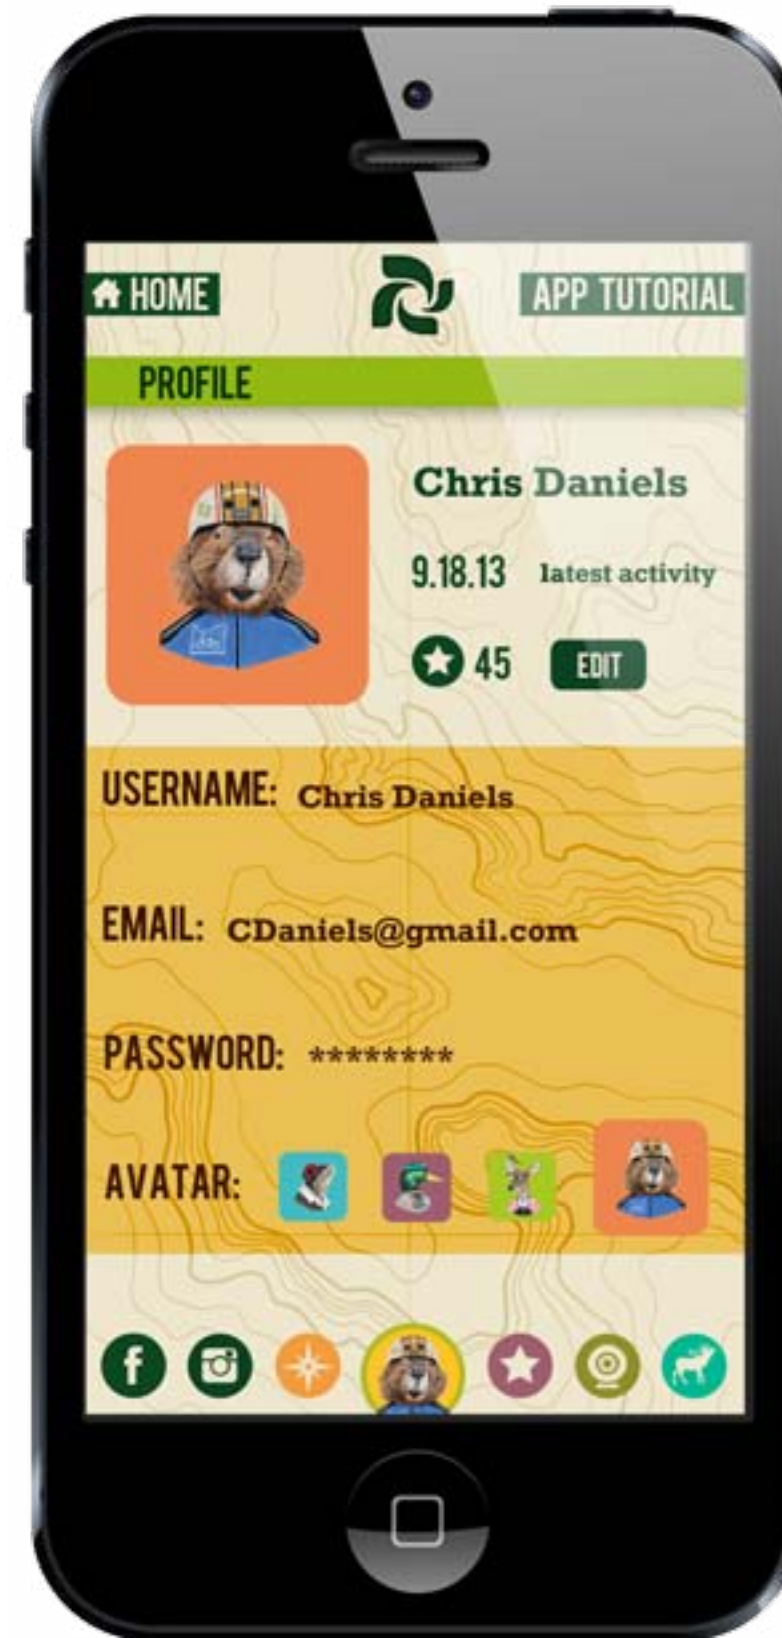 HOME
APP TUTORIAL
PROFILE
Chris Daniels
9.18.13 latest activity
45 EDIT
USERNAME: Chris Daniels
EMAIL: CDaniels@gmail.com
PASSWORD: ********
AVATAR: